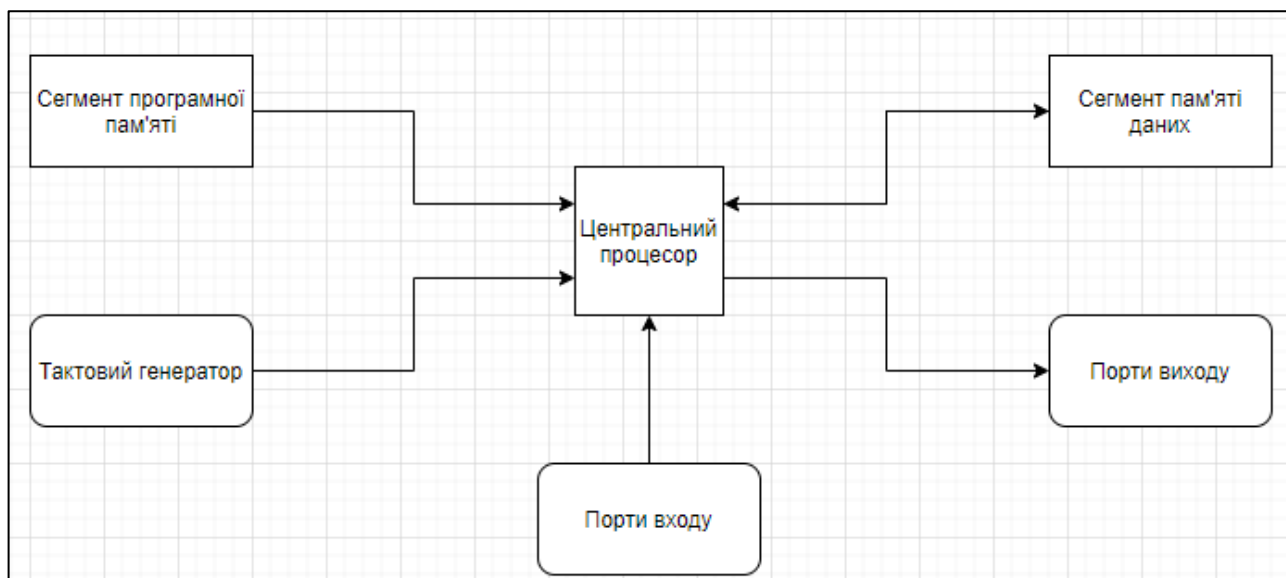 Сегмент програмної
пам'яті
Сегмент пам'яті
даних
Центральний
процесор
Тактовий генератор
Порти виходу
Порти входу